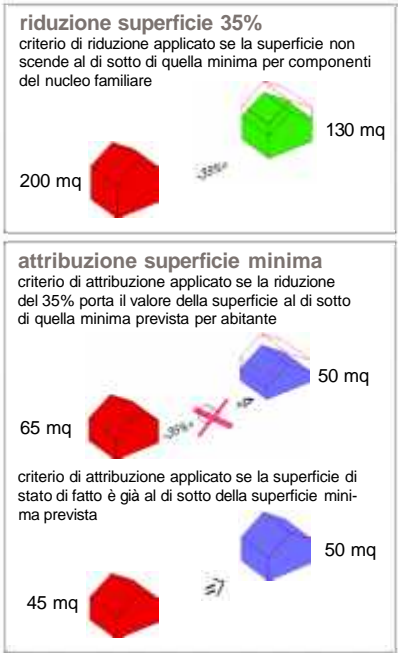 riduzione superficie 35%
criterio di riduzione applicato se la superficie non
scende al di sotto di quella minima per componenti
del nucleo familiare
130 mq
-35%=
200 mq
attribuzione superficie minima
criterio di attribuzione applicato se la riduzione
del 35% porta il valore della superficie al di sotto
di quella minima prevista per abitante
50 mq
-35%=
65 mq
criterio di attribuzione applicato se la superficie di
stato di fatto è già al di sotto della superficie mini-
ma prevista
50 mq
45 mq